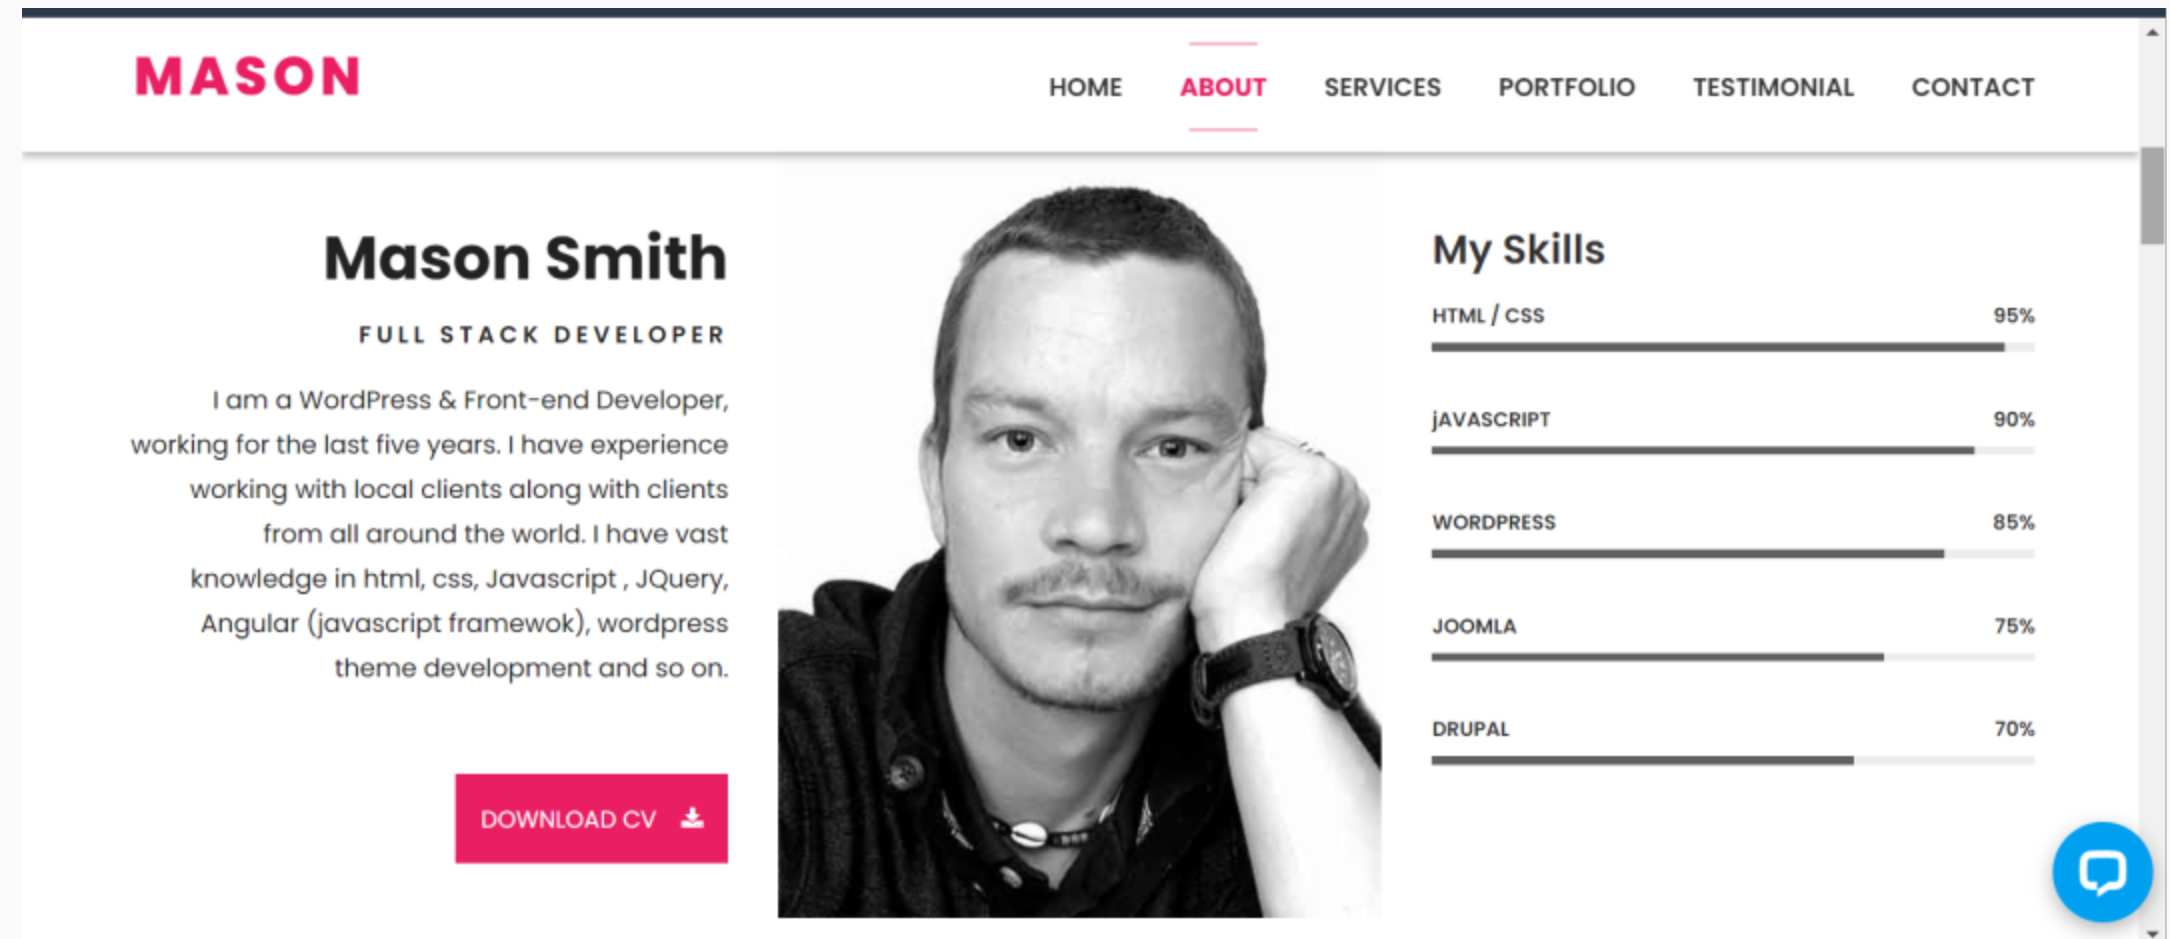 MASON
HOME ABOUT SERVICES PORTFOLIO TESTIMONIAL CONTACT
Mason Smith
FULL STACK DEVELOPER
I am a WordPress & Front-end Developer,
working for the last five years. I have experience
working with local clients along with clients
from all around the world. I have vast
knowledge in html, css, Javascript , JQuery,
Angular (javascript framewok), wordpress
theme development and so on.
DOWNLOAD CV
My Skills
HTML / CSS 95%
jAVASCRIPT 90%
WORDPRESS 85%
JOOMLA 75%
DRUPAL 70%